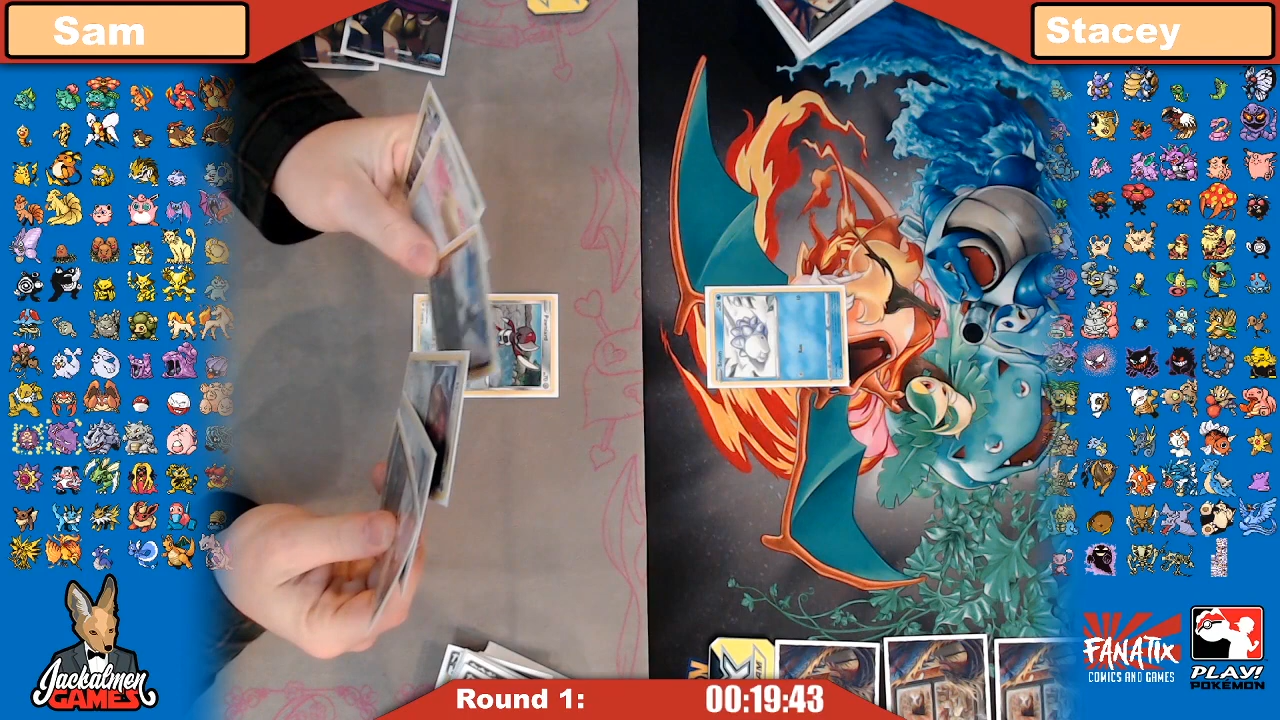 Sam
Stacey
Jackalmen
GAMES
FANATIX
COMICS AND GAMES
PLAY!
POKÉMON
Round 1:
00:19:43